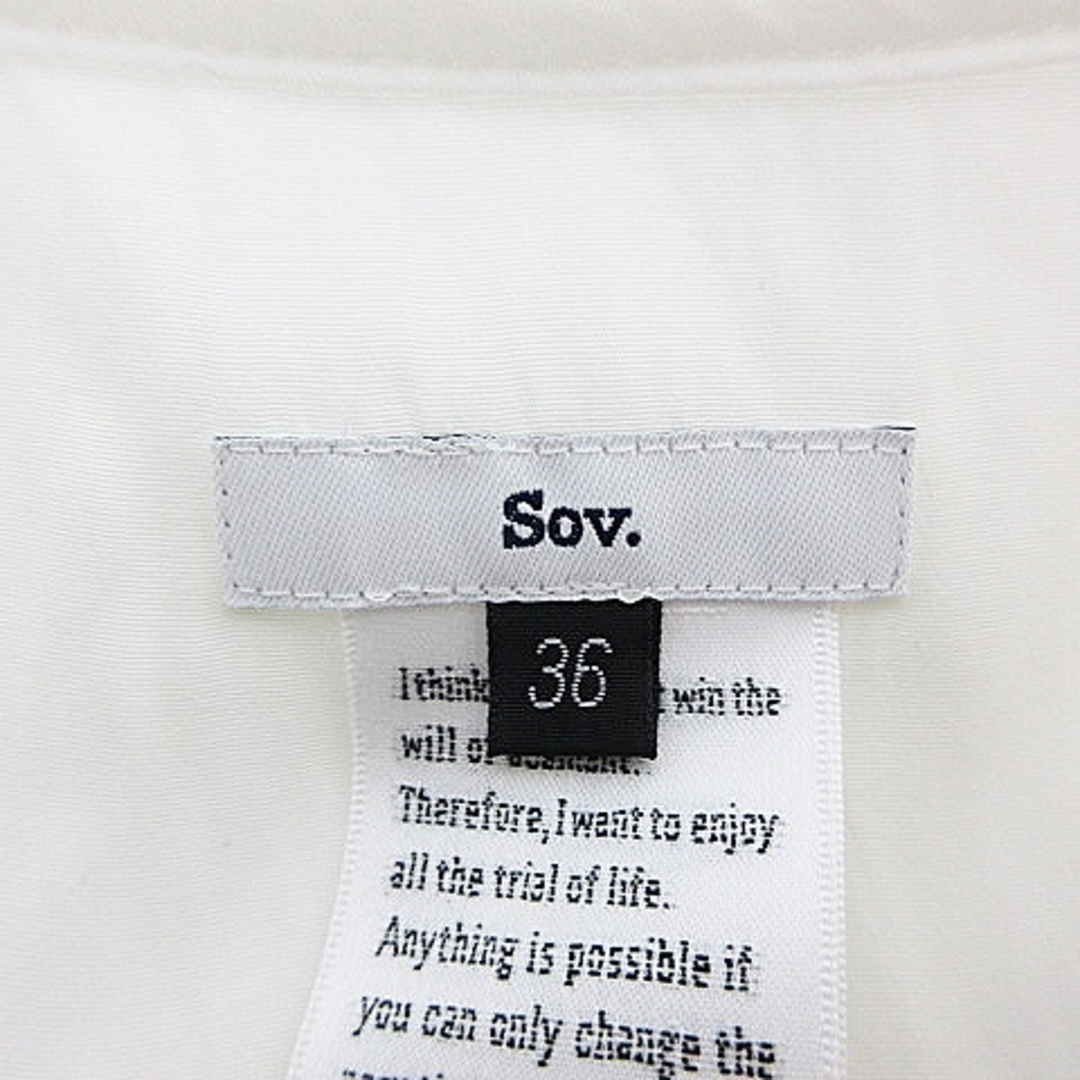 Sov.
36
I think win the
will of
Therefore, I want to enjoy
all the trial of life.
Anything is possible if
you can only change the